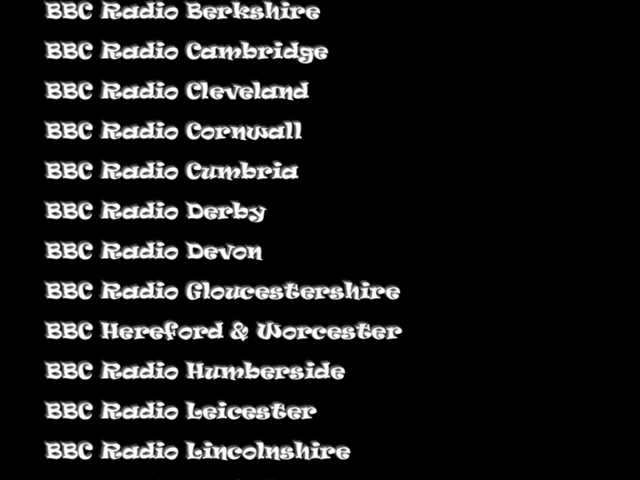 BBC Radio Berkshire
BBC Radio Cambridge
BBC Radio Cleveland
BBC Radio Cornwall
BBC Radio Cumbria
BBC Radio Derby
BBC Radio Devon
BBC Radio Gloucestershire
BBC Hereford & Worcester
BBC Radio Humberside
BBC Radio Leicester
BBC Radio Lincolnshire